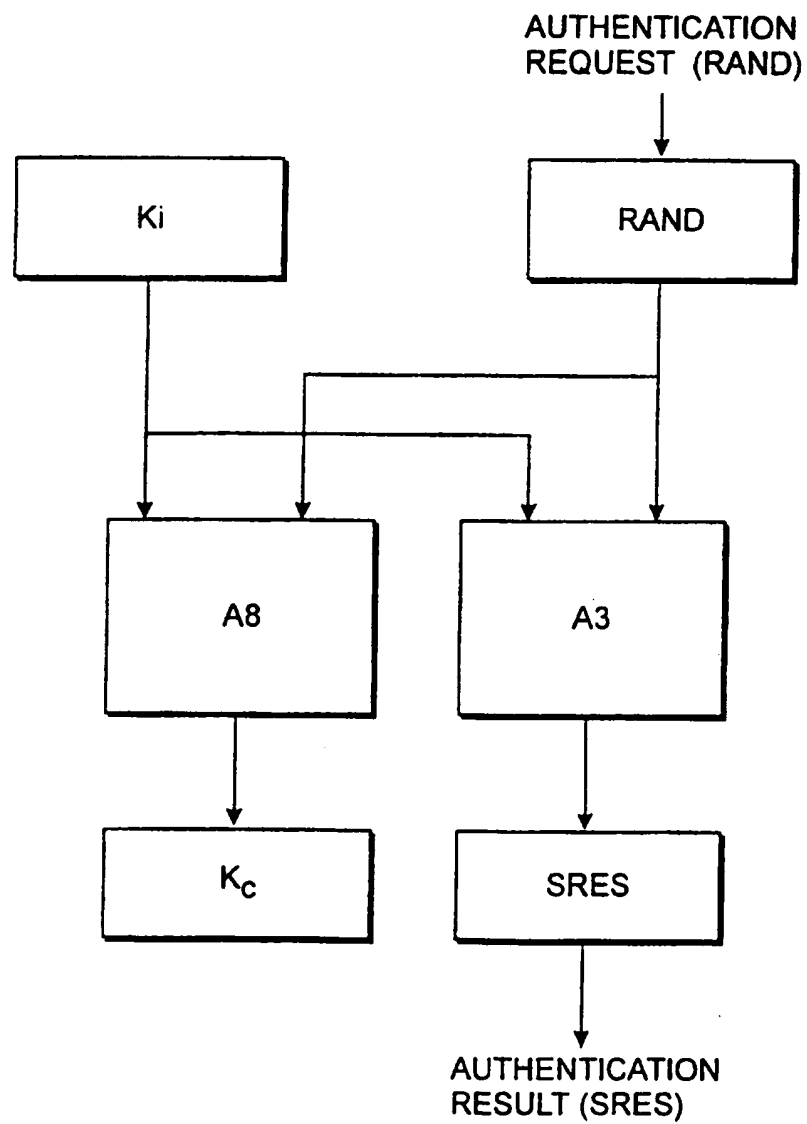 AUTHENTICATION
REQUEST (RAND)
Ki
RAND
A8
A3
Kc
SRES
AUTHENTICATION
RESULT (SRES)